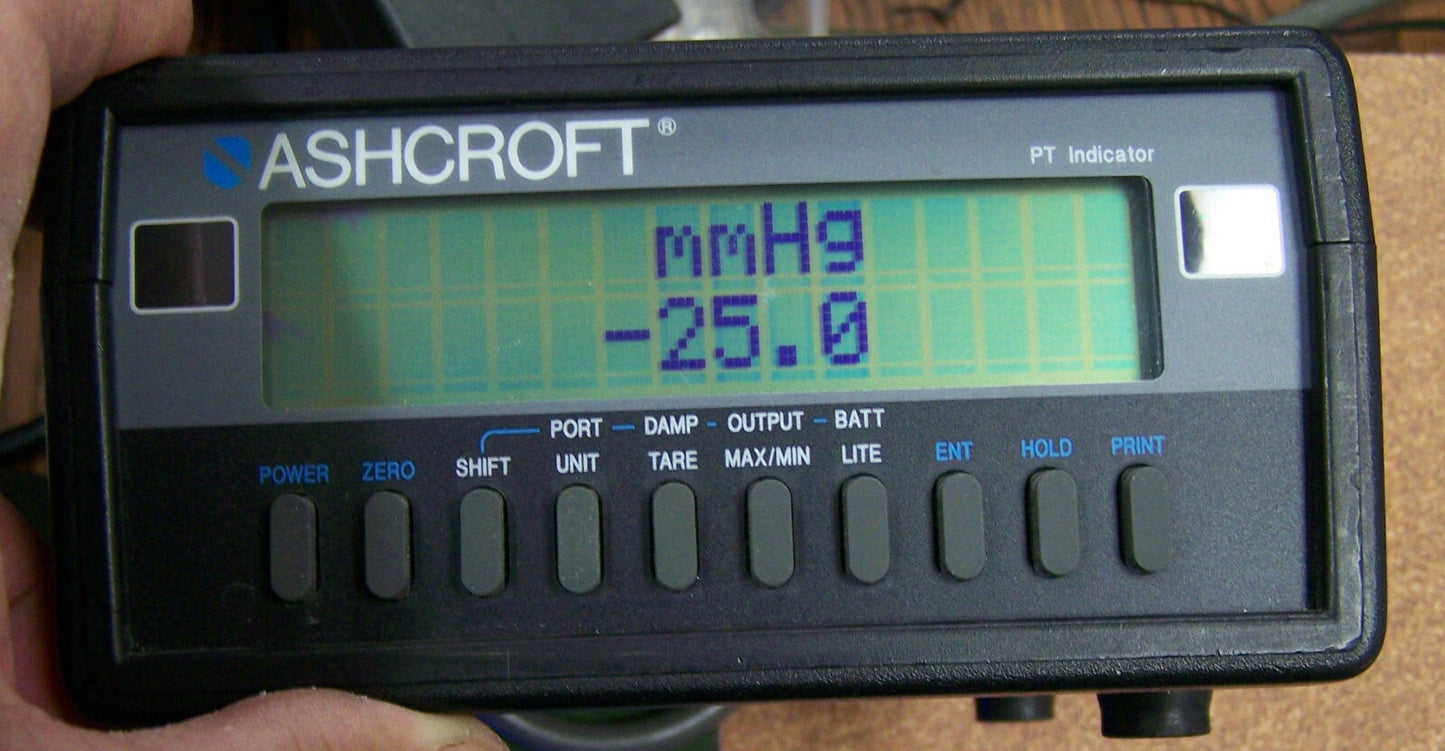 ASHCROFT®
PT Indicator
mmHg
-25.0
PORT – DAMP – OUTPUT – BATT
POWER ZERO SHIFT UNIT TARE MAX/MIN LITE ENT HOLD PRINT